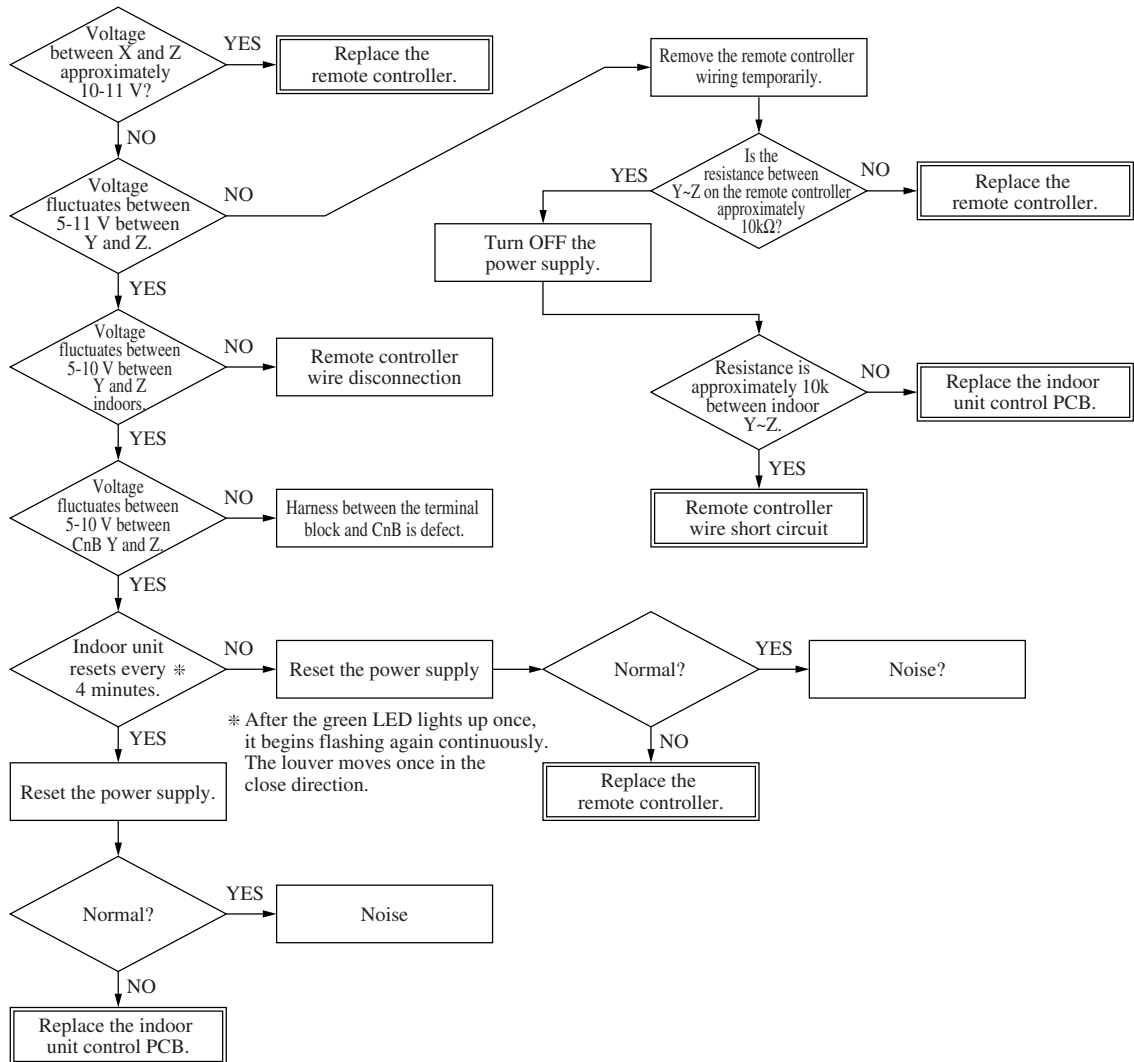 Voltage
between X and Z
approximately
10-11 V?
YES
Replace the
remote controller.
NO
Voltage
fluctuates between
5-11 V between
Y and Z.
NO
Remove the remote controller
wiring temporarily.
Is the
resistance between
Y~Z on the remote controller
approximately
10kΩ?
NO
Replace the
remote controller.
YES
Turn OFF the
power supply.
Resistance is
approximately 10k
between indoor
Y~Z.
NO
Replace the indoor
unit control PCB.
YES
Remote controller
wire short circuit
YES
Voltage
fluctuates between
5-10 V between
Y and Z
indoors.
NO
Remote controller
wire disconnection
YES
Voltage
fluctuates between
5-10 V between
CnB Y and Z.
NO
Harness between the terminal
block and CnB is defect.
YES
Indoor unit
resets every ※
4 minutes.
NO
Reset the power supply
Normal?
YES
Noise?
NO
Replace the
remote controller.
※ After the green LED lights up once,
it begins flashing again continuously.
The louver moves once in the
close direction.
YES
Reset the power supply.
Normal?
YES
Noise
NO
Replace the indoor
unit control PCB.